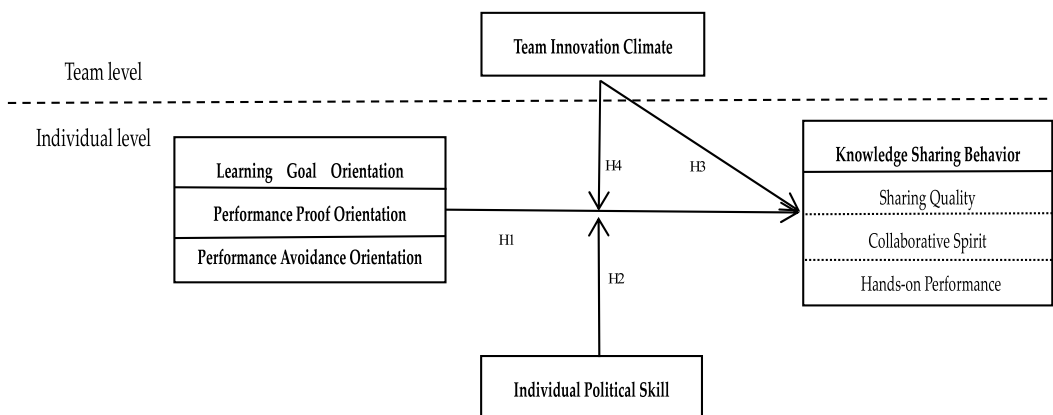 Team Innovation Climate
Team level
Individual level
Learning Goal Orientation
Performance Proof Orientation
Performance Avoidance Orientation
H4
H3
H1
H2
Knowledge Sharing Behavior
Sharing Quality
Collaborative Spirit
Hands-on Performance
Individual Political Skill